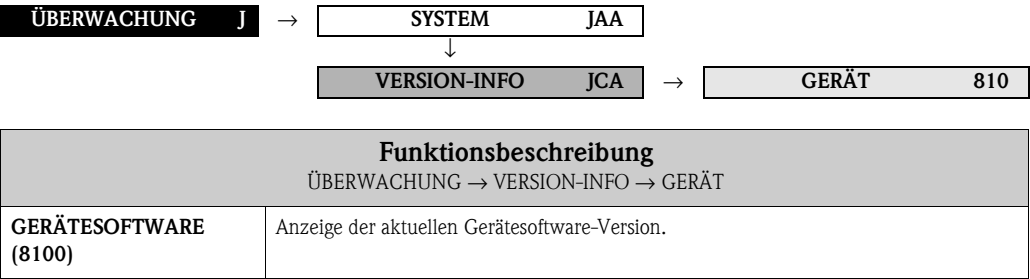 ÜBERWACHUNG J → SYSTEM JAA
↓
VERSION-INFO JCA → GERÄT 810
Funktionsbeschreibung
ÜBERWACHUNG → VERSION-INFO → GERÄT
GERÄTESOFTWARE Anzeige der aktuellen Gerätesoftware-Version.
(8100)